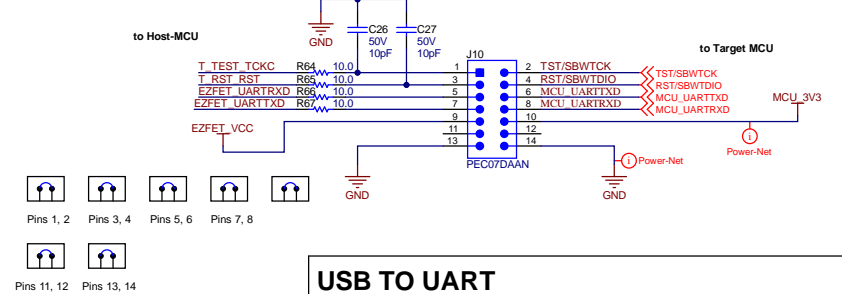 to Host-MCU
GND
C26
50V
10pF
C27
50V
10pF
J10
to Target MCU
T_TEST_TCKC R64 10.0 1 2 TST/SBWTCK TST/SBWTCK
T_RST_RST R65 10.0 3 4 RST/SBWTDIO RST/SBWTDIO
EZFET_UARTRXD R66 10.0 5 6 MCU_UARTTXD MCU_UARTTXD
EZFET_UARTTXD R67 10.0 7 8 MCU_UARTRXD MCU_UARTRXD
MCU_3V3
EZFET_VCC
9 10
11 12
13 14
i
Power-Net
i Power-Net
PEC07DAAN
GND
GND
Pins 1, 2 Pins 3, 4 Pins 5, 6 Pins 7, 8
Pins 11, 12 Pins 13, 14
USB TO UART